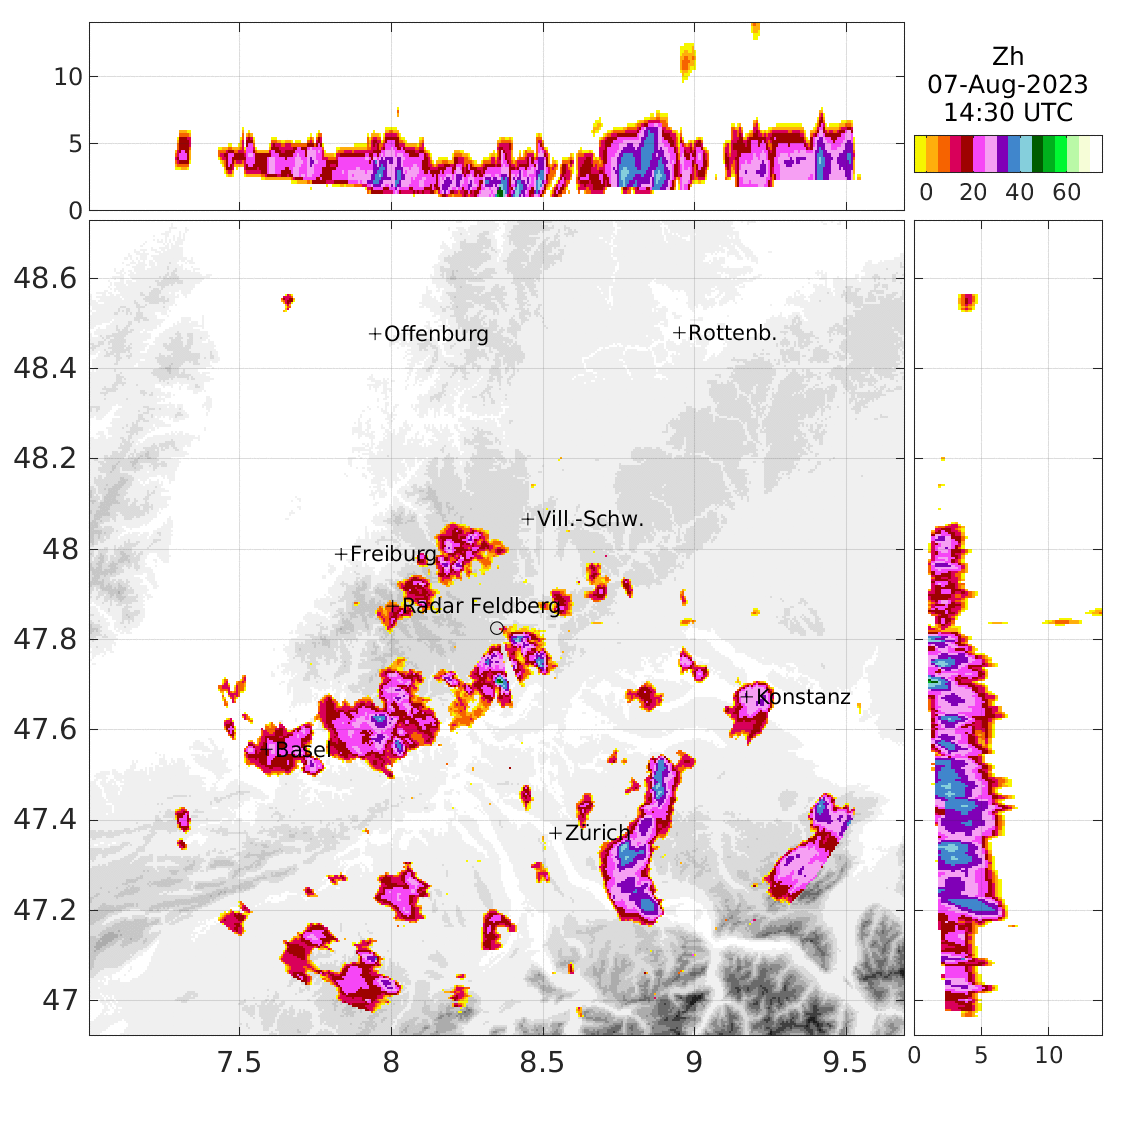 10
5
0
Zh
07-Aug-2023
14:30 UTC
0 20 40 60
48.6
48.4
48.2
48
47.8
47.6
47.4
47.2
47
+Offenburg
+Rottenb.
+Vill.-Schw.
+Freiburg
+Radar Feldberg
+Konstanz
+Basel
+Zürich
7.5 8 8.5 9 9.5
0 5 10